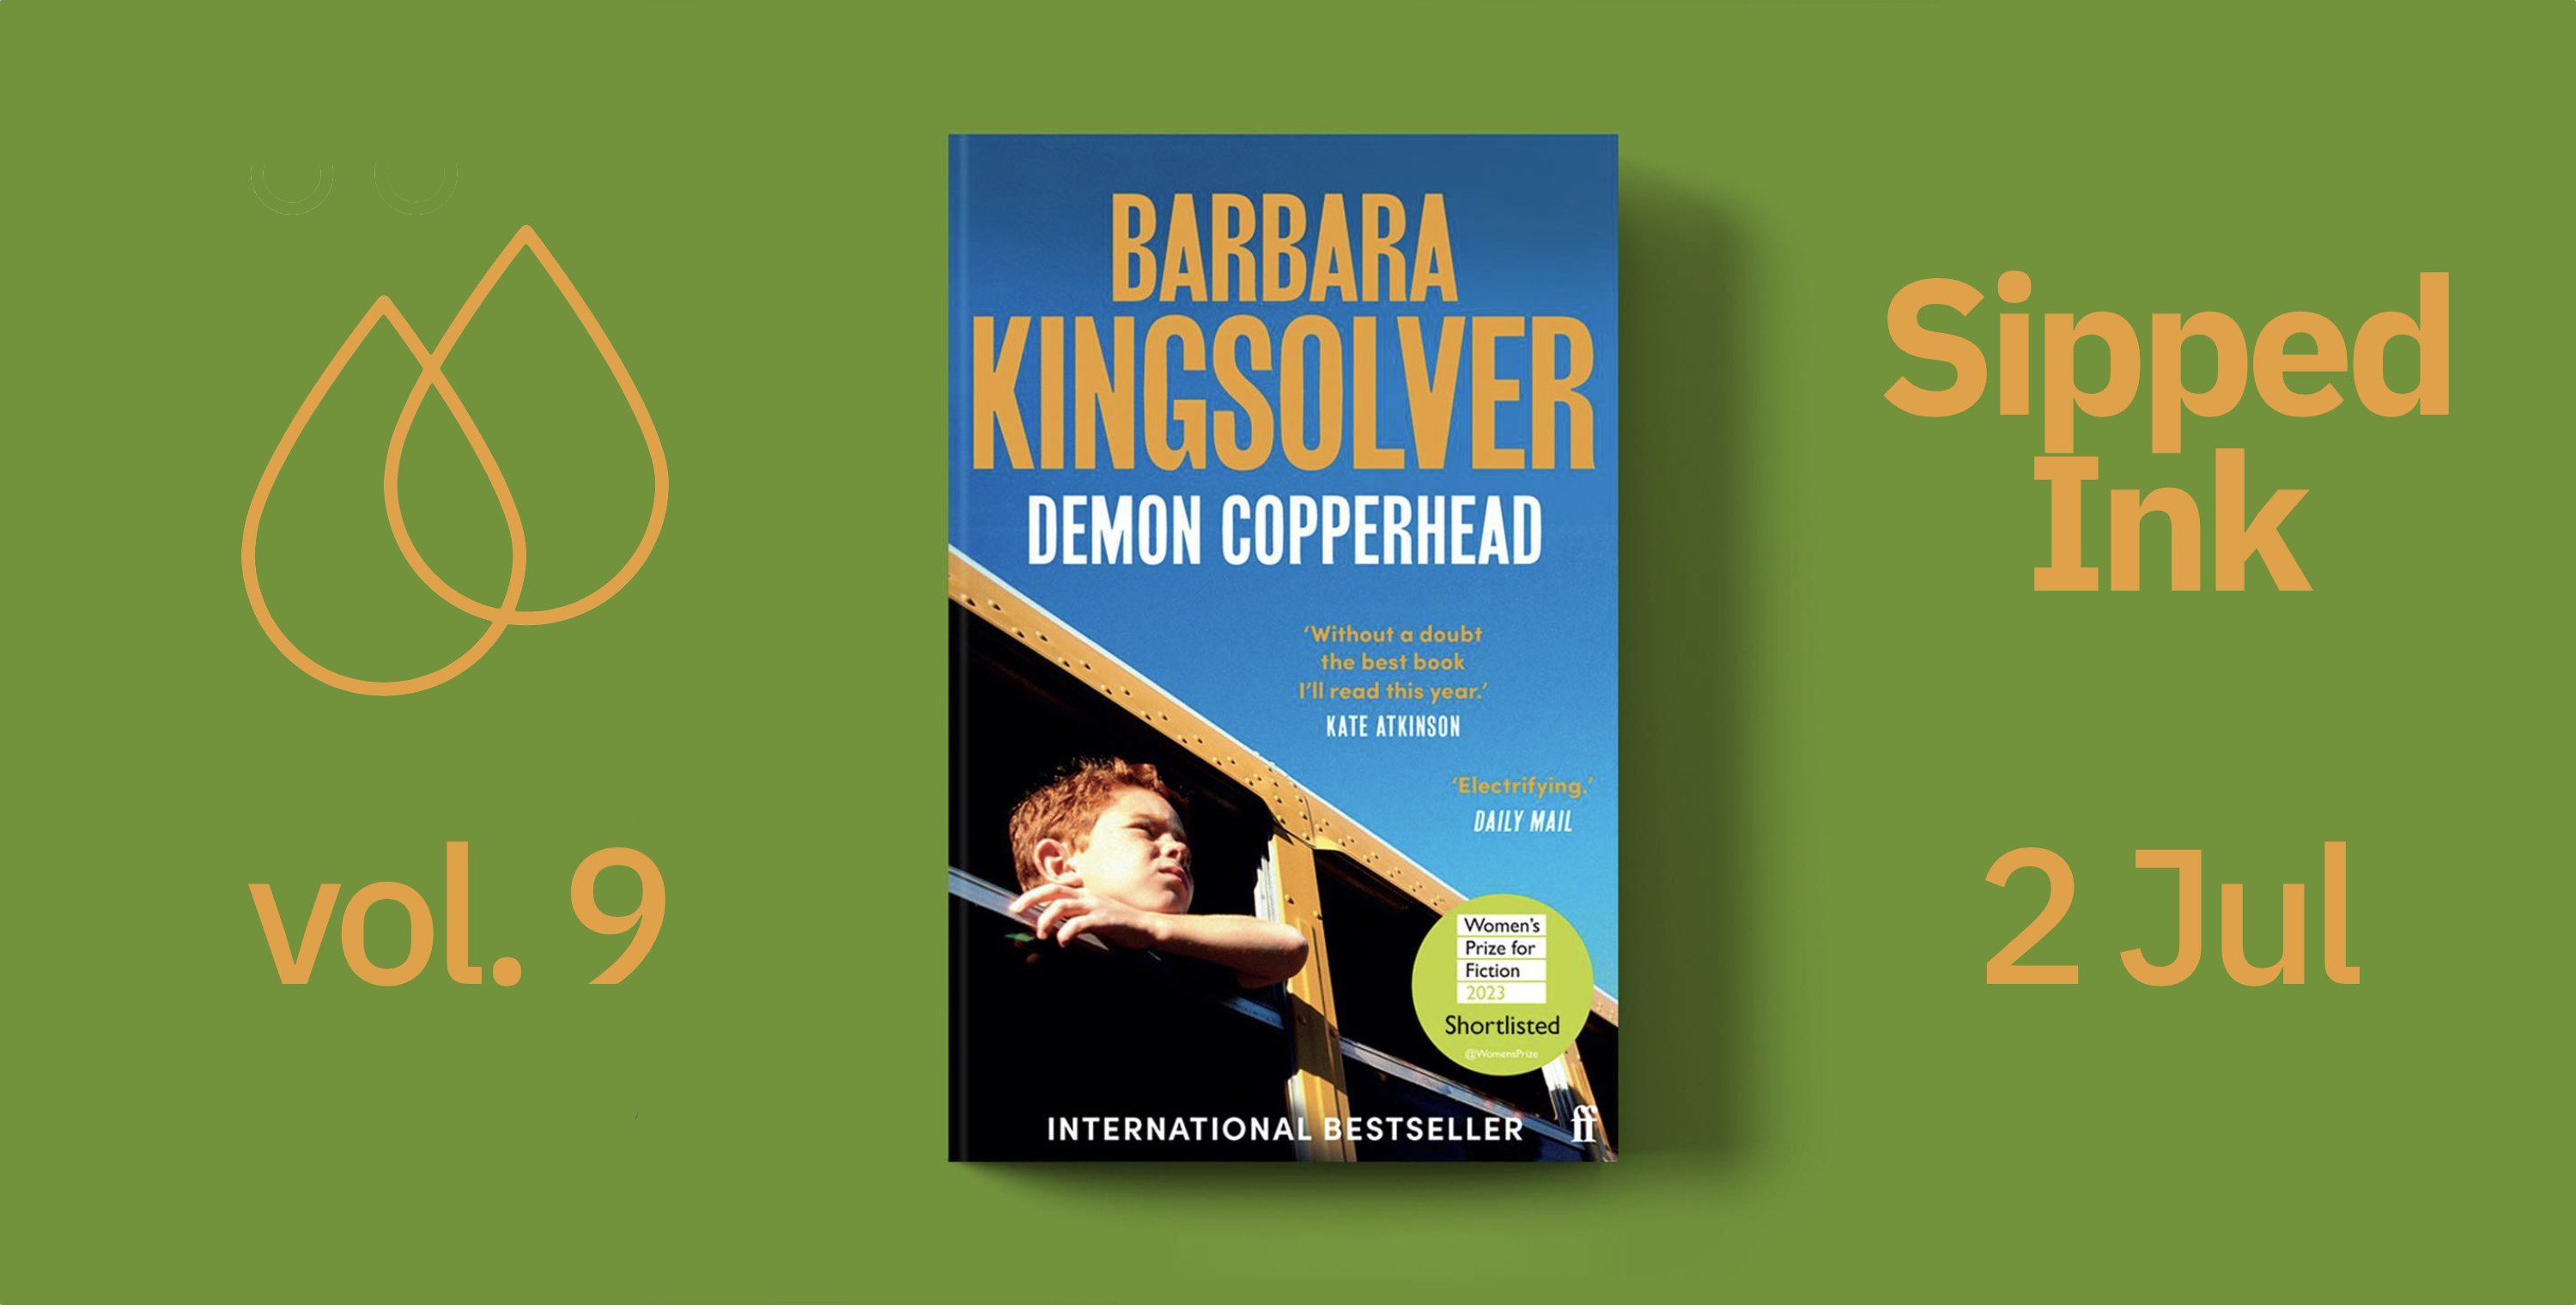 vol. 9
BARBARA
KINGSOLVER
DEMON COPPERHEAD
‘Without a doubt
the best book
I’ll read this year.’
KATE ATKINSON
‘Electrifying.’
DAILY MAIL
Women’s
Prize for
Fiction
2023
Shortlisted
@WomensPrize
INTERNATIONAL BESTSELLER
ff
Sipped
Ink
2 Jul